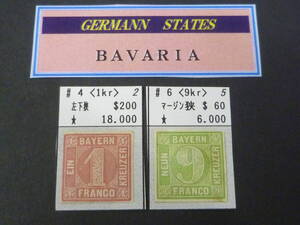 GERMANN STATES
BAVARIA
# 4 <1kr> 2
左下狭 $200
★ 18.000
BAYERN
EIN
1
KREUZER
FRANCO
# 6 <9kr> 5
マージン狭 $ 60
★ 6.000
BAYERN
NEUN
9
KREUZER
FRANCO